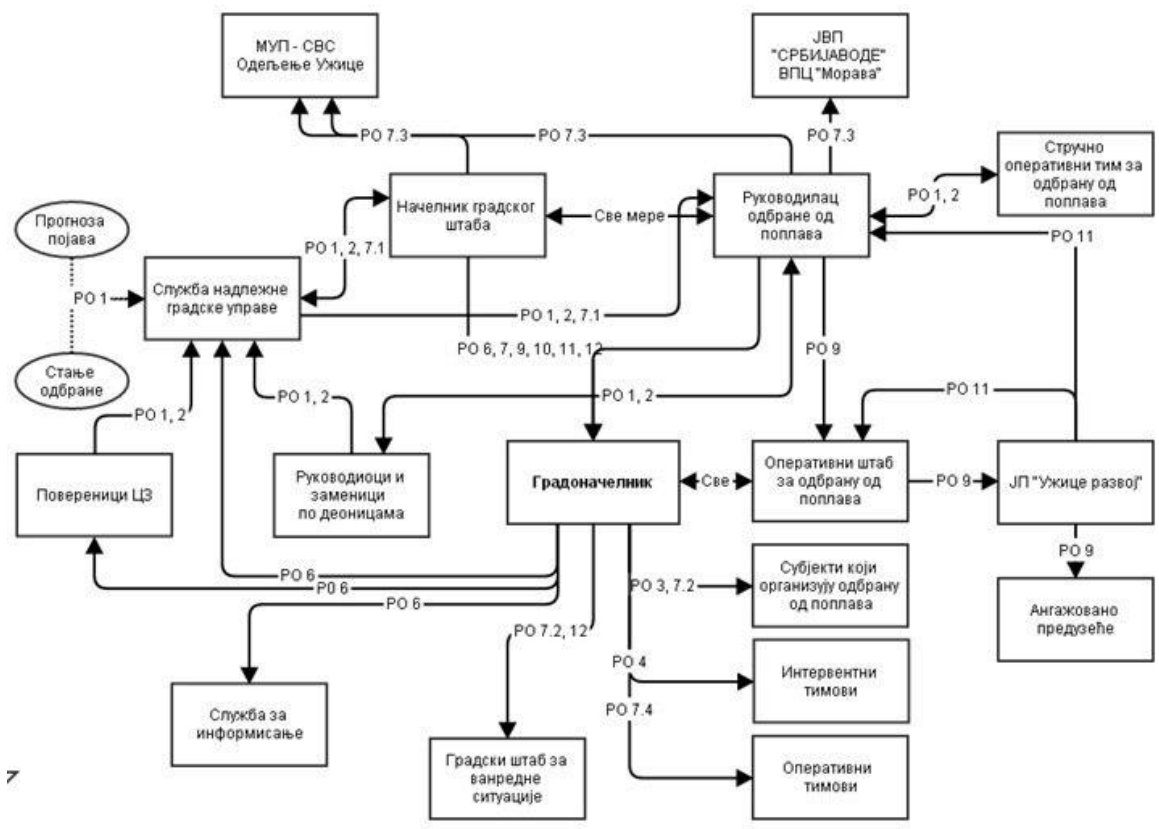 МУП - СВС
Одељење Ужице
ЈВП
"СРБИЈАВОДЕ"
ВПЦ "Морава"
РО 7.3
РО 7.3
РО 7.3
Стручно
оперативни тим за
одбрану од
поплава
РО 1, 2
Начелник градског
штаба
Све мере
Руководилац
одбране од
поплава
Прогноза
појава
РО 1, 2, 7.1
РО 11
РО 1
Служба надлежне
градске управе
РО 1, 2, 7.1
РО 6, 7, 9, 10, 11, 12
РО 9
Стање
одбране
РО 1, 2
РО 1, 2
РО 1, 2
РО 11
Повереници ЦЗ
Руководиоци и
заменици
по деоницама
Градоначелник
Све
Оперативни штаб
за одбрану од
поплава
РО 9
ЈП "Ужице развој"
РО 9
РО 6
РО 6
РО 6
РО 3, 7.2
Субјекти који
организују одбрану
од поплава
Ангажовано
предузеће
РО 7.2, 12
РО 4
Интервентни
тимови
РО 7.4
Служба за
информисање
Градски штаб за
ванредне
ситуације
Оперативни
тимови
7